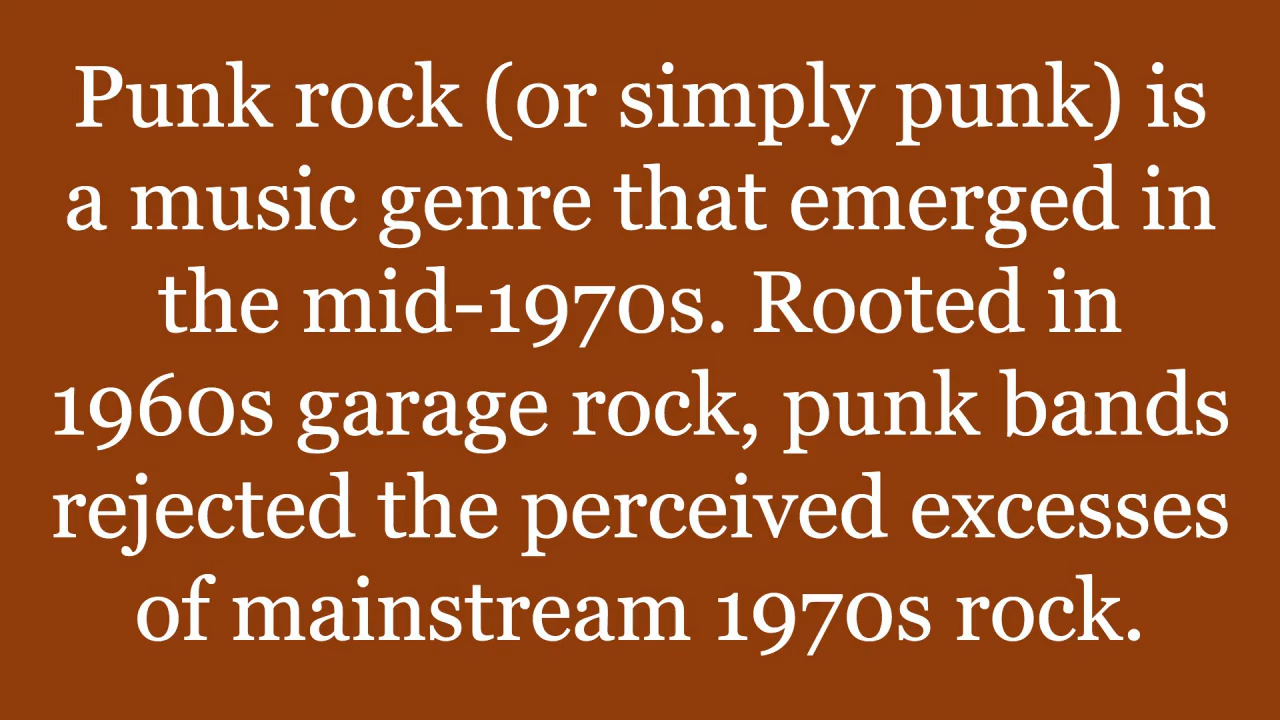 Punk rock (or simply punk) is
a music genre that emerged in
the mid-1970s. Rooted in
1960s garage rock, punk bands
rejected the perceived excesses
of mainstream 1970s rock.